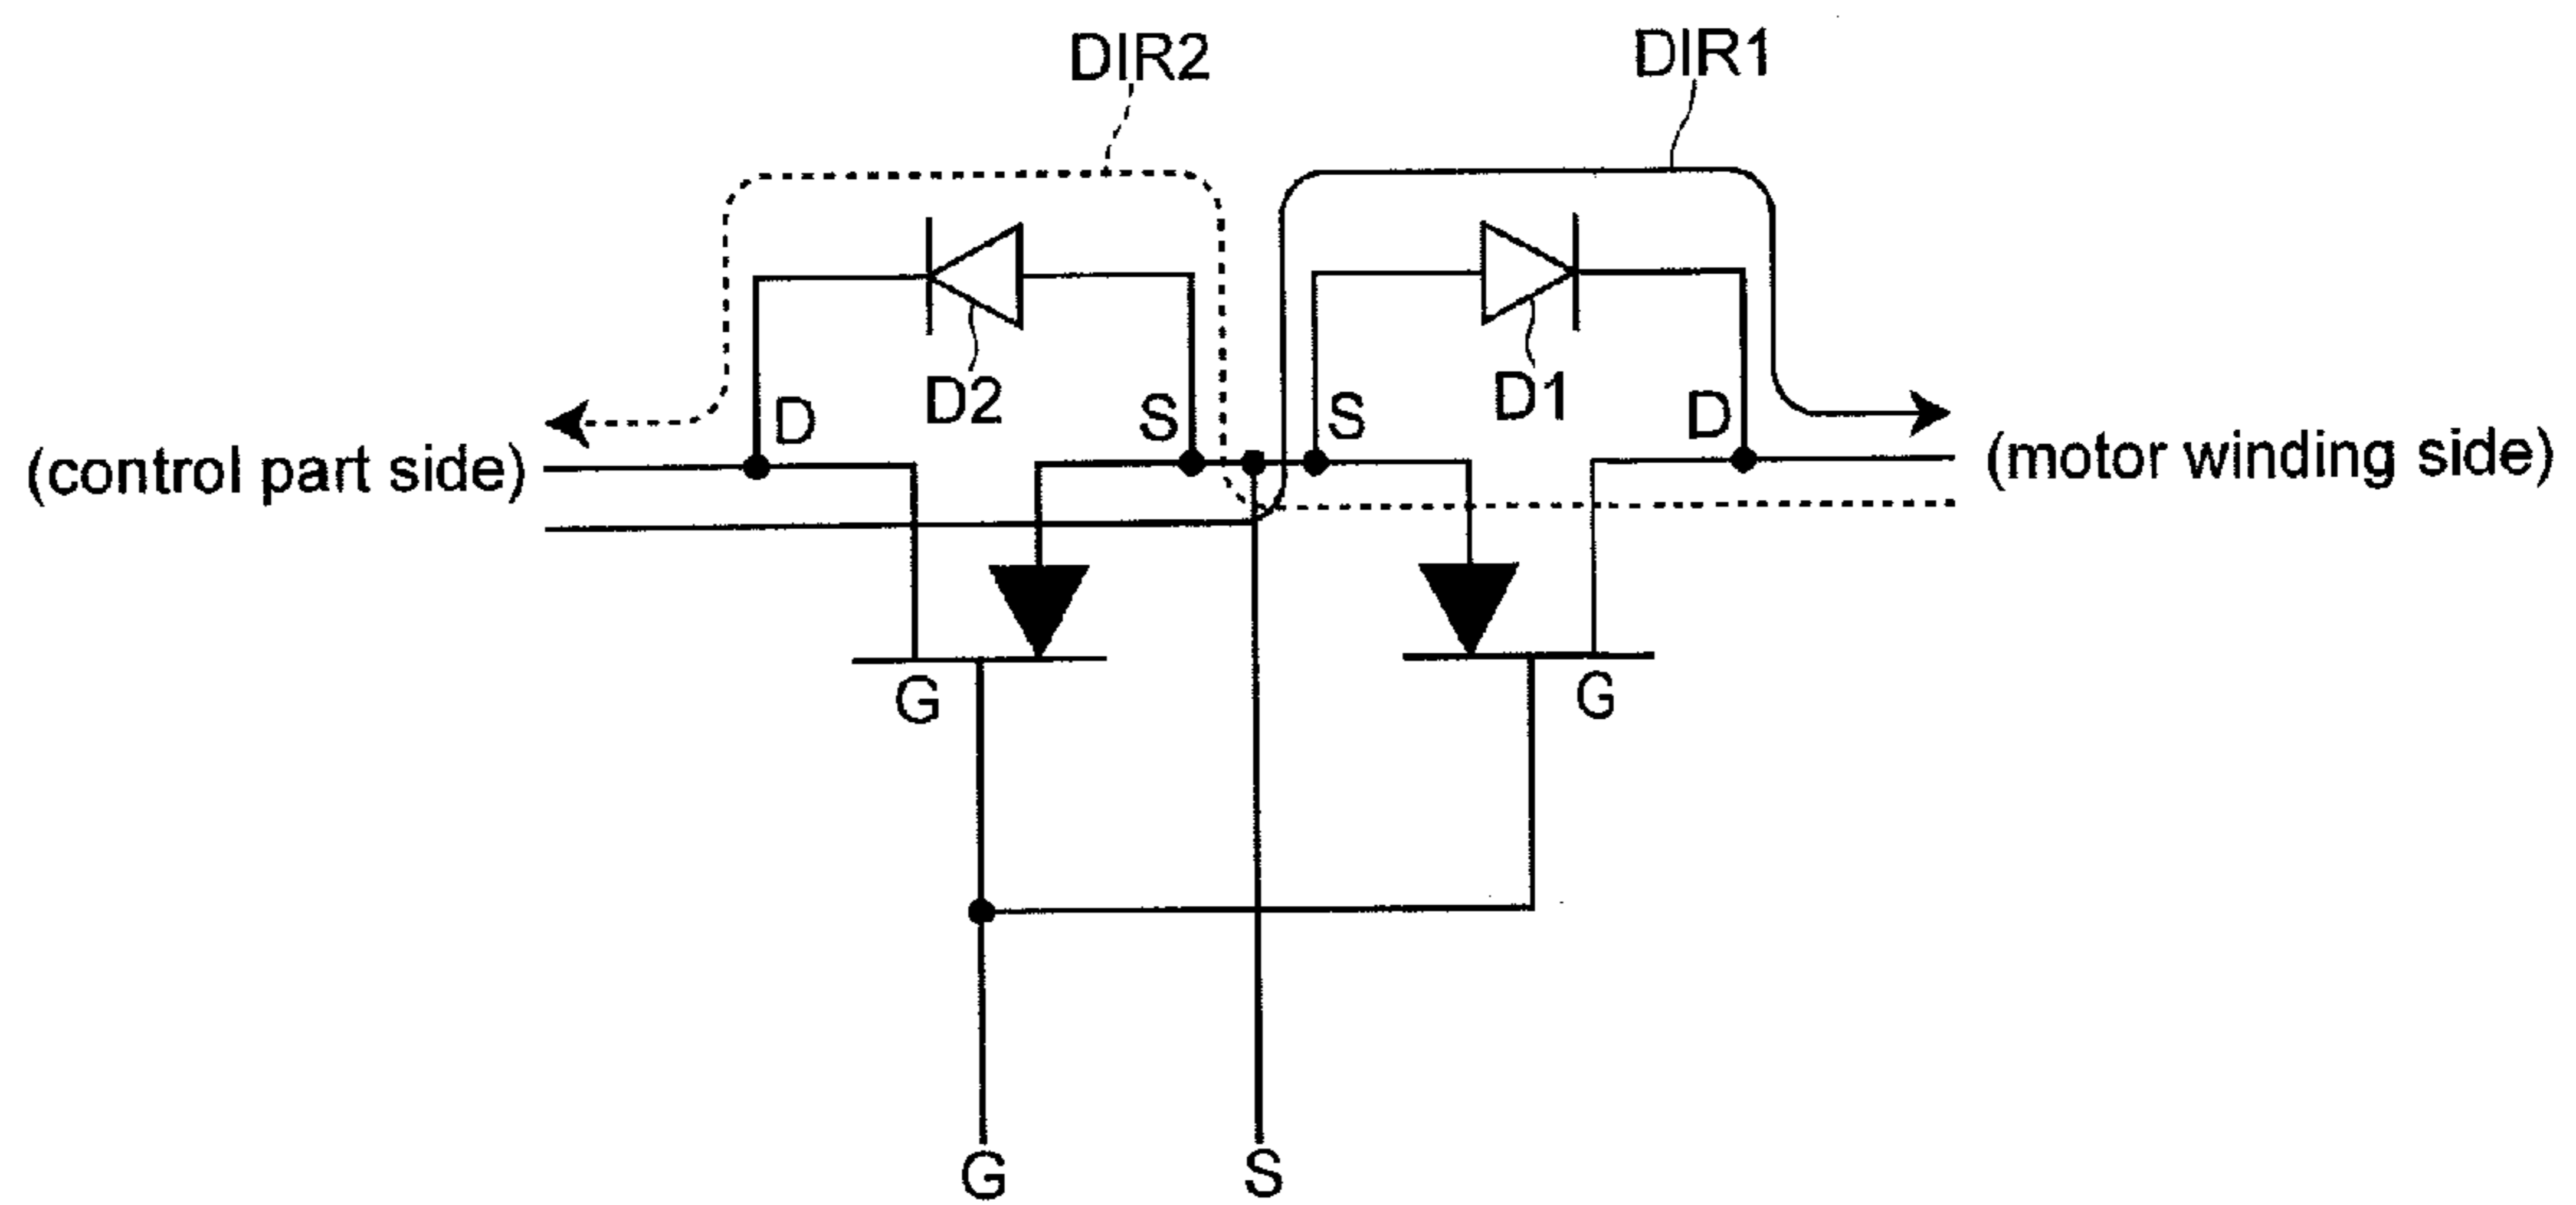 DIR2
DIR1
D2
D1
D
S
S
D
(control part side)
(motor winding side)
G
G
G
S